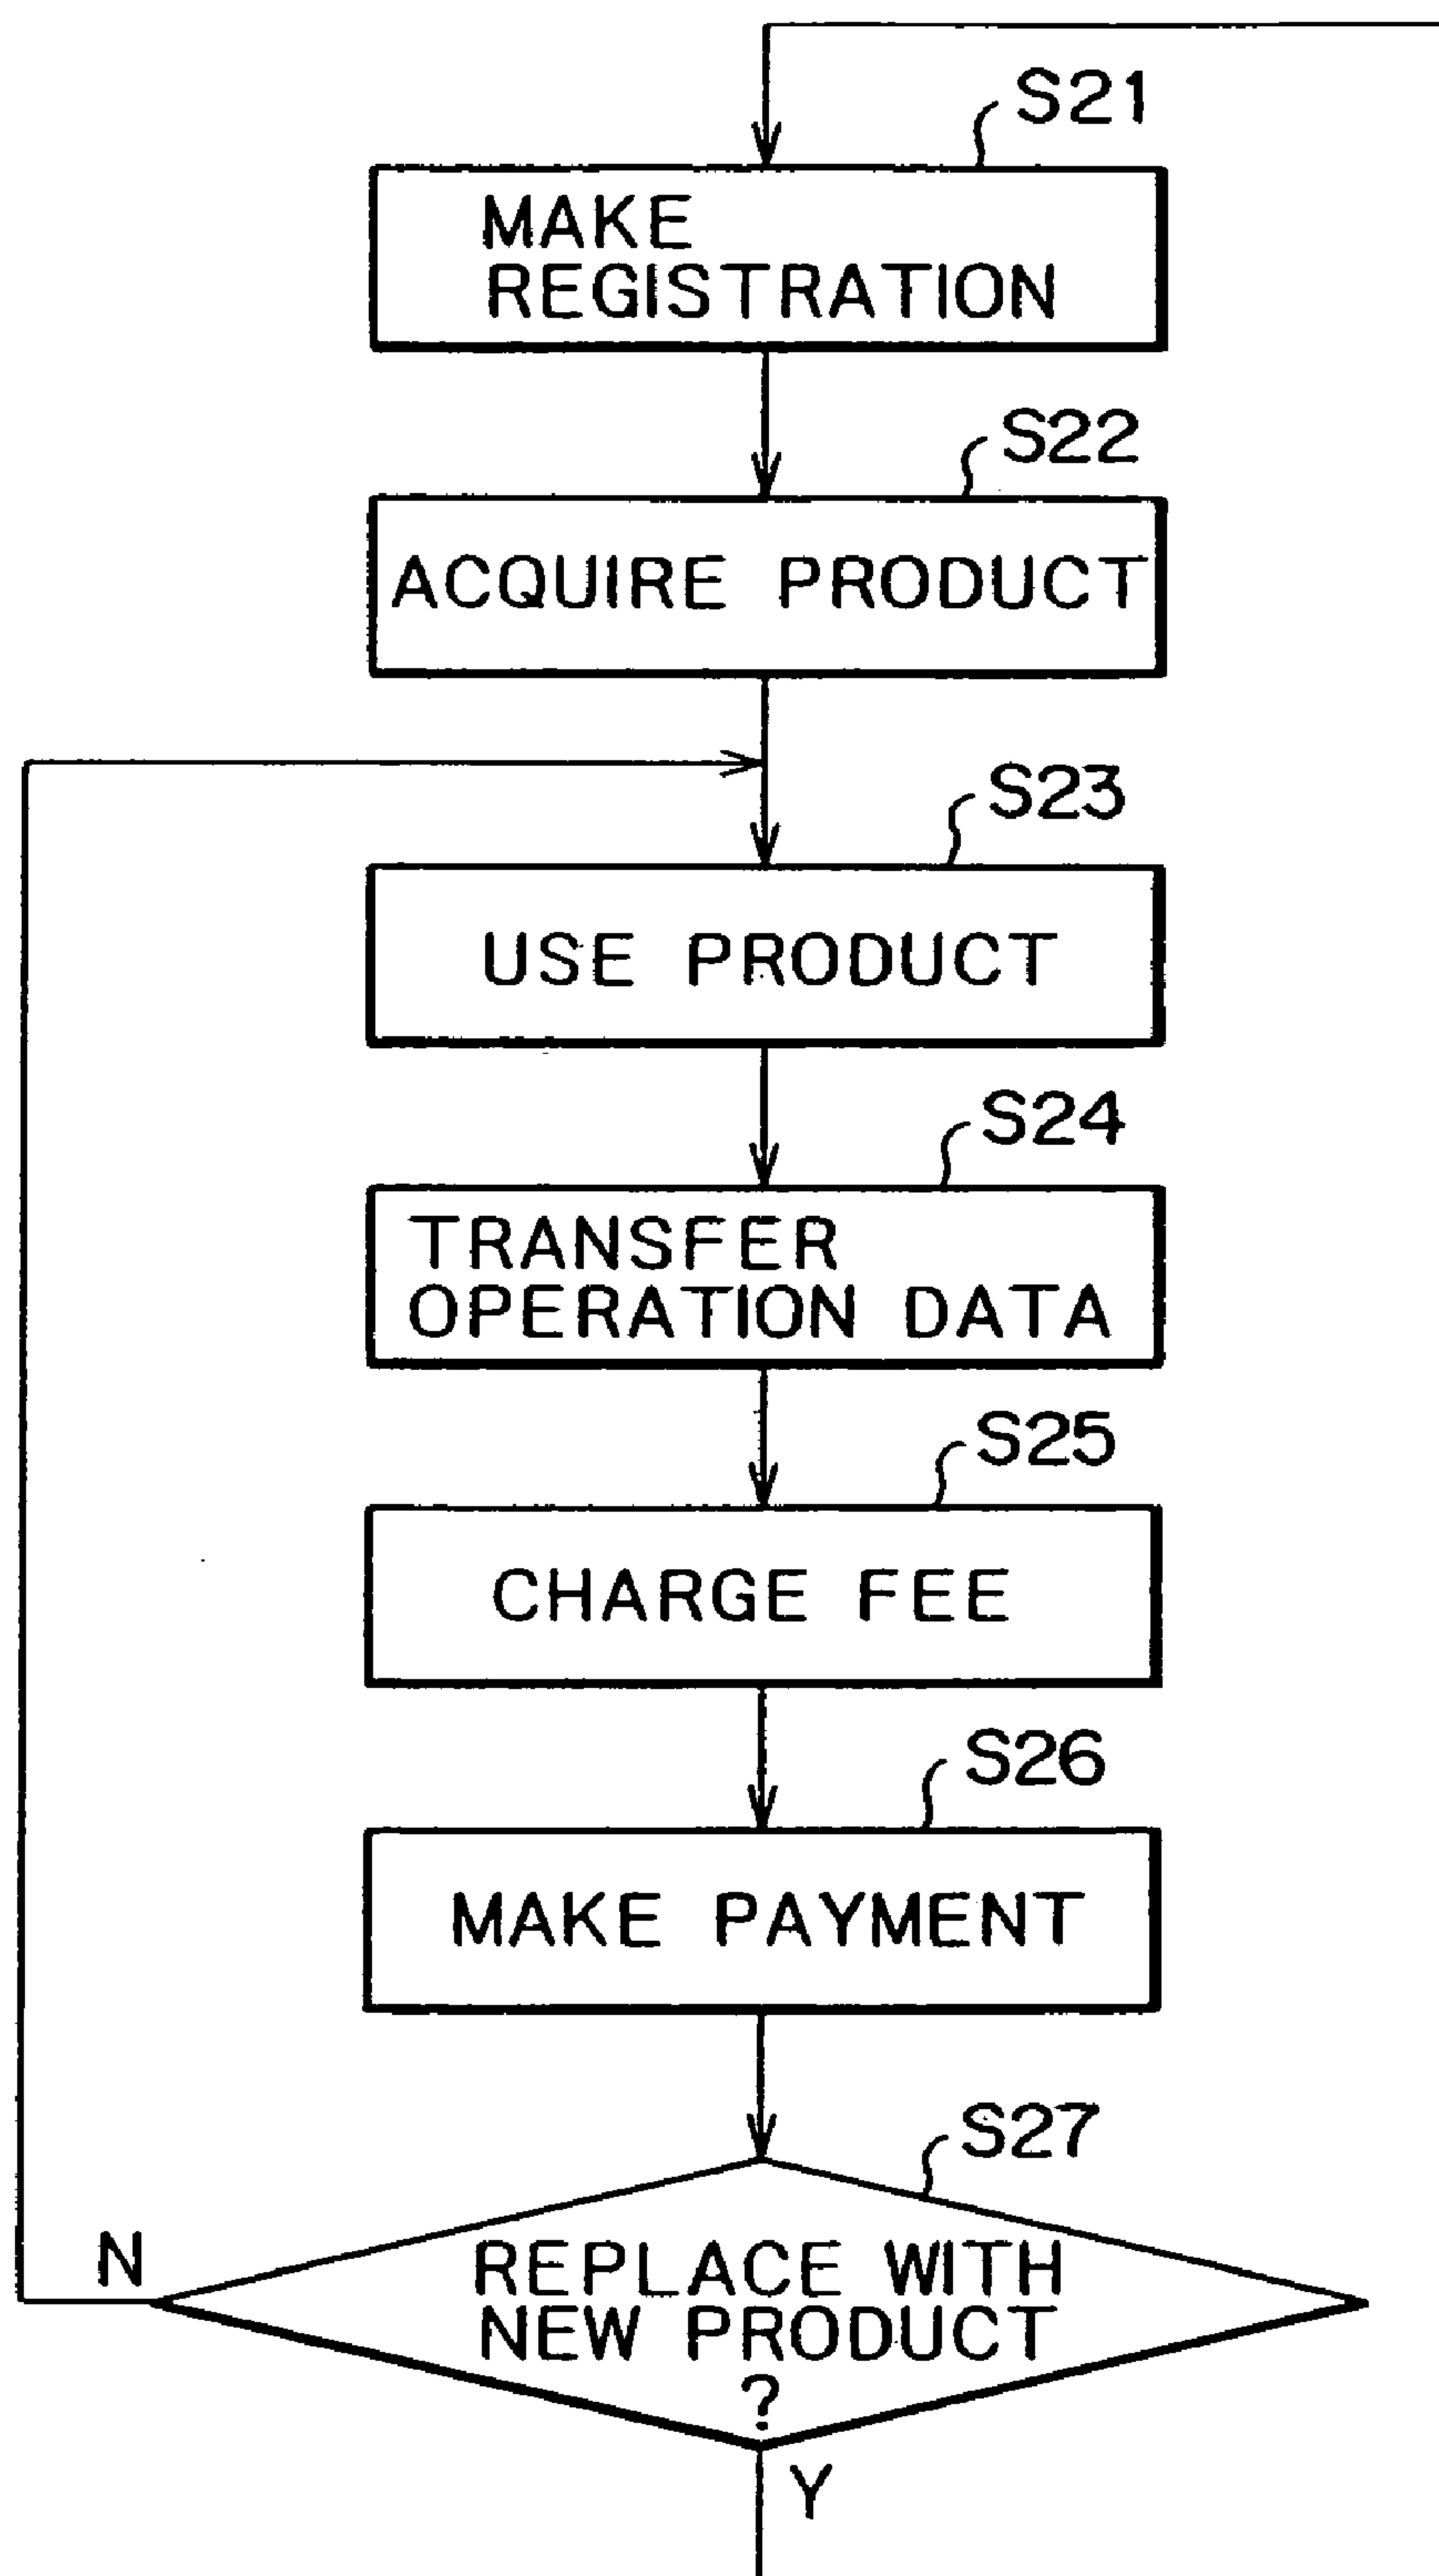 S21
MAKE
REGISTRATION
S22
ACQUIRE PRODUCT
S23
USE PRODUCT
S24
TRANSFER
OPERATION DATA
S25
CHARGE FEE
S26
MAKE PAYMENT
S27
N
REPLACE WITH
NEW PRODUCT
?
Y